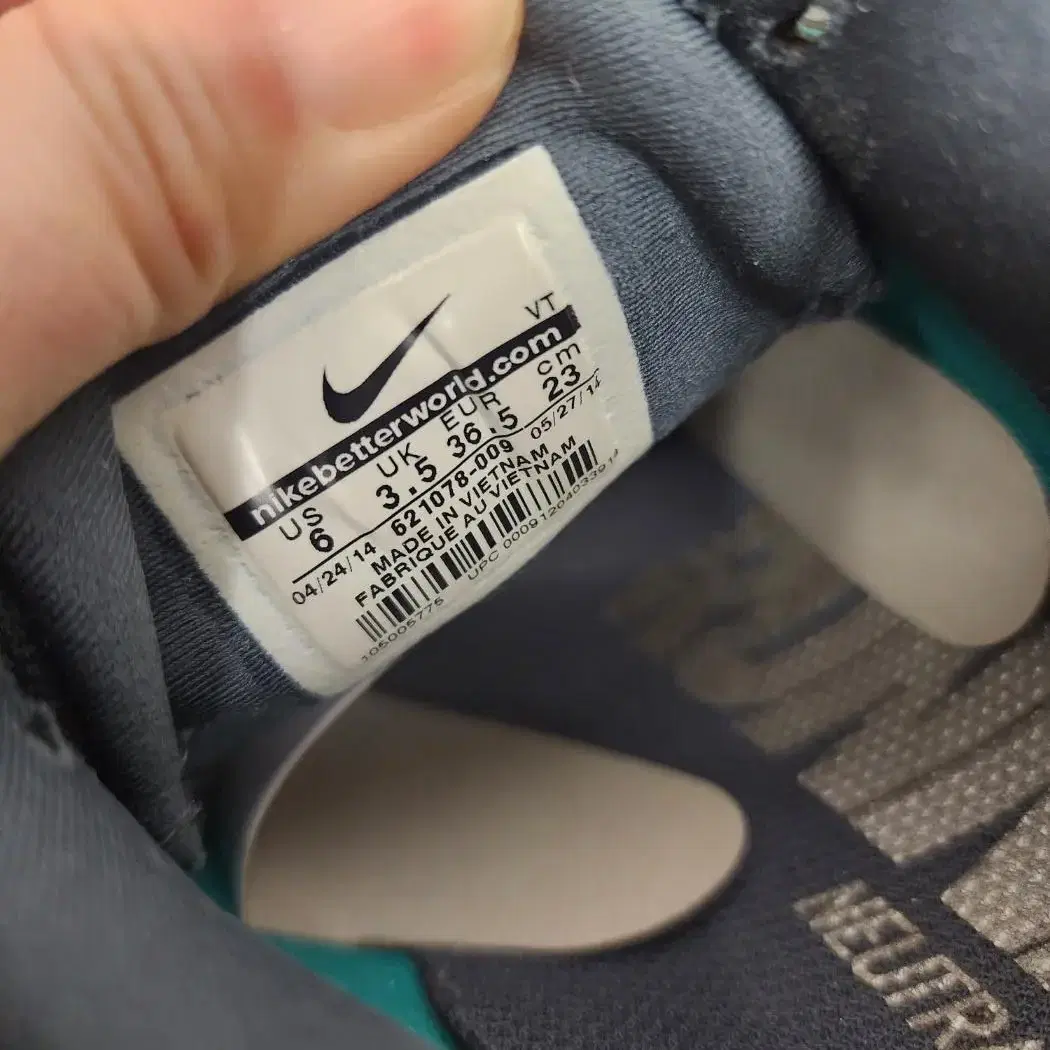 VT
nikebetterworld.com
US UK EUR cm
6 3.5 36.5 23
04/24/14 621078-009 05/27/14
MADE IN VIETNAM
FABRIQUE AU VIETNAM
105005775 UPC
NEUTR